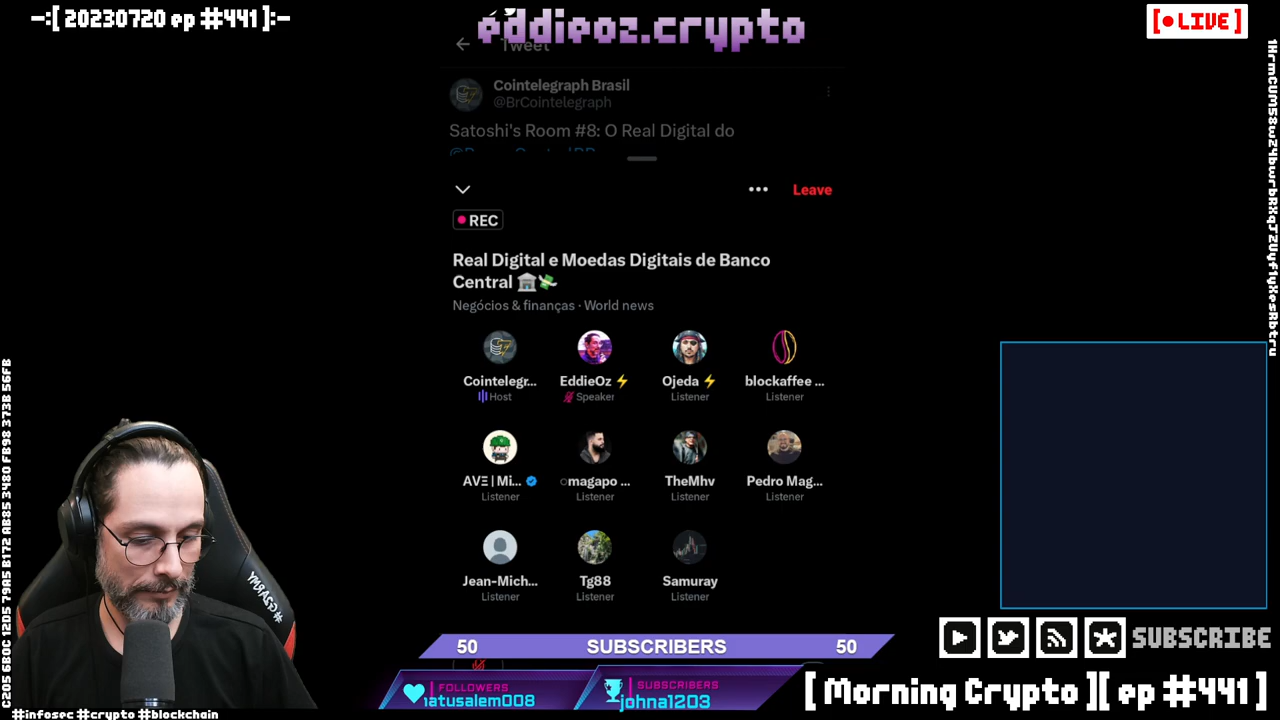 -:[ 20230720 ep #441 ]:-
eddieoz.crypto
[ • LIVE ]
Tweet
Cointelegraph Brasil
@BrCointelegraph
Satoshi's Room #8: O Real Digital do
Leave
REC
Real Digital e Moedas Digitais de Banco
Central 🏛️💸
Negócios & finanças · World news
Cointelegr...
Host
EddieOz ⚡
Speaker
Ojeda ⚡
Listener
blockaffee ...
Listener
AVΞ | Mi...
Listener
magapo ...
Listener
TheMhv
Listener
Pedro Mag...
Listener
Jean-Mich...
Listener
Tg88
Listener
Samuray
Listener
#G2ARMY
50 SUBSCRIBERS 50
FOLLOWERS
SUBSCRIBERS
johna1203
SUBSCRIBE
[ Morning Crypto ][ ep #441 ]
#infosec #crypto #blockchain